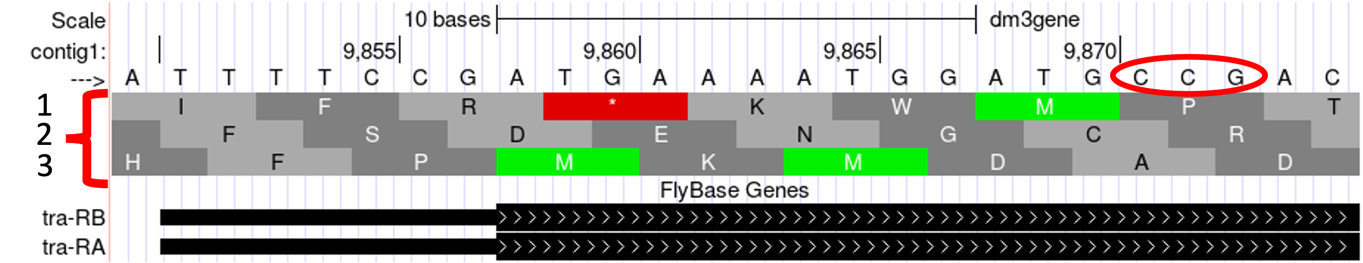 Scale 10 bases dm3gene
contig1: 9,855 9,860 9,865 9,870
---> A T T T T C C G A T G A A A A T G G A T G C C G A C
1 I F R * K W M P T
2 F S D E N G C R
3 H F P M K M D A D
FlyBase Genes
tra-RB
tra-RA